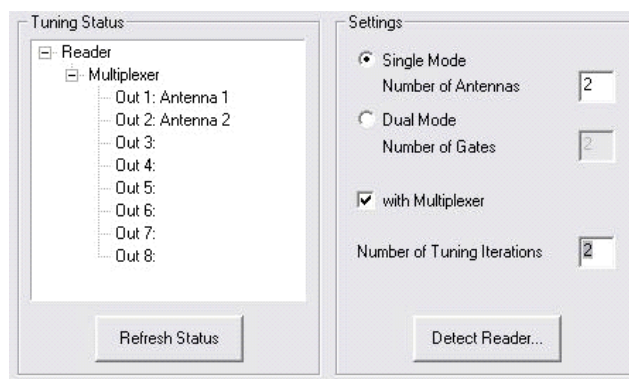 Tuning Status
Reader
Multiplexer
Out 1: Antenna 1
Out 2: Antenna 2
Out 3:
Out 4:
Out 5:
Out 6:
Out 7:
Out 8:
Refresh Status
Settings
Single Mode
Number of Antennas 2
Dual Mode
Number of Gates 2
with Multiplexer
Number of Tuning Iterations 2
Detect Reader...